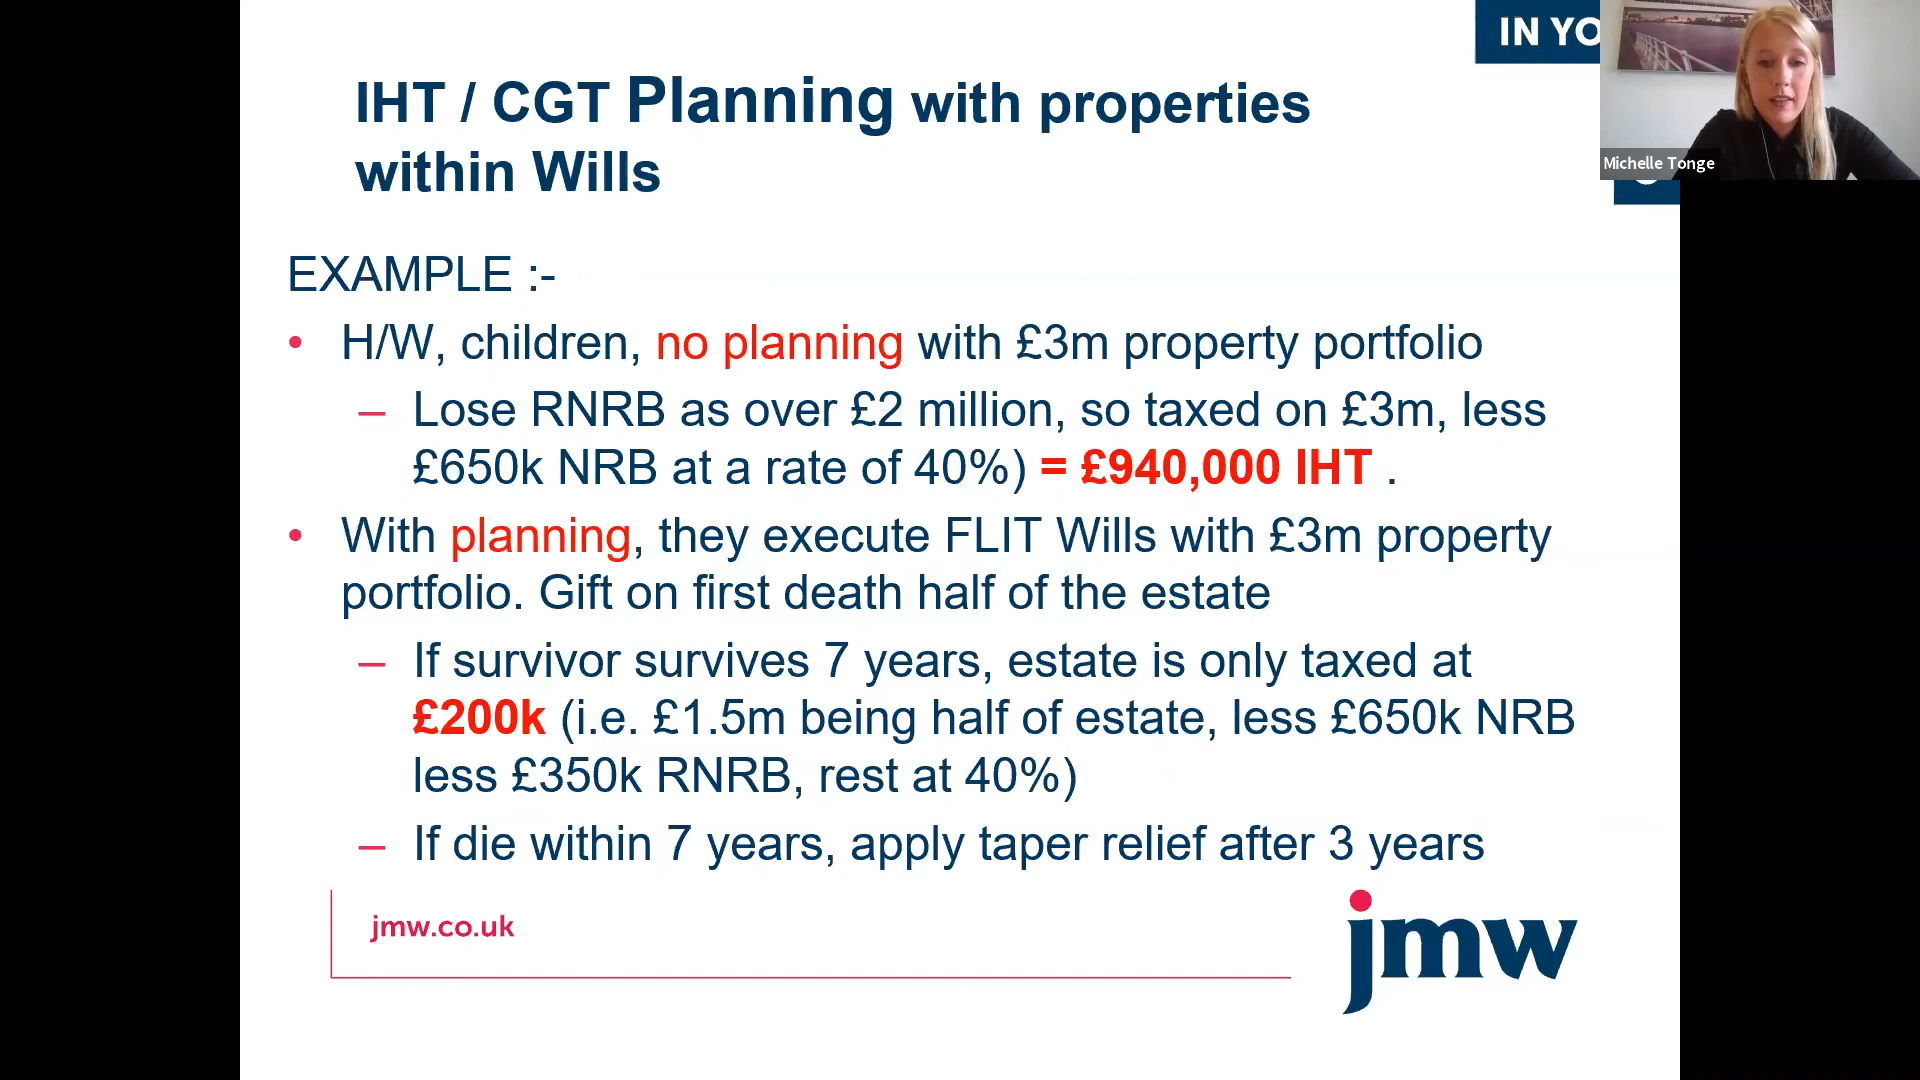 IN YO
Michelle Tonge
IHT / CGT Planning with properties
within Wills
EXAMPLE :-
• H/W, children, no planning with £3m property portfolio
– Lose RNRB as over £2 million, so taxed on £3m, less
£650k NRB at a rate of 40%) = £940,000 IHT .
• With planning, they execute FLIT Wills with £3m property
portfolio. Gift on first death half of the estate
– If survivor survives 7 years, estate is only taxed at
£200k (i.e. £1.5m being half of estate, less £650k NRB
less £350k RNRB, rest at 40%)
– If die within 7 years, apply taper relief after 3 years
jmw.co.uk
jmw